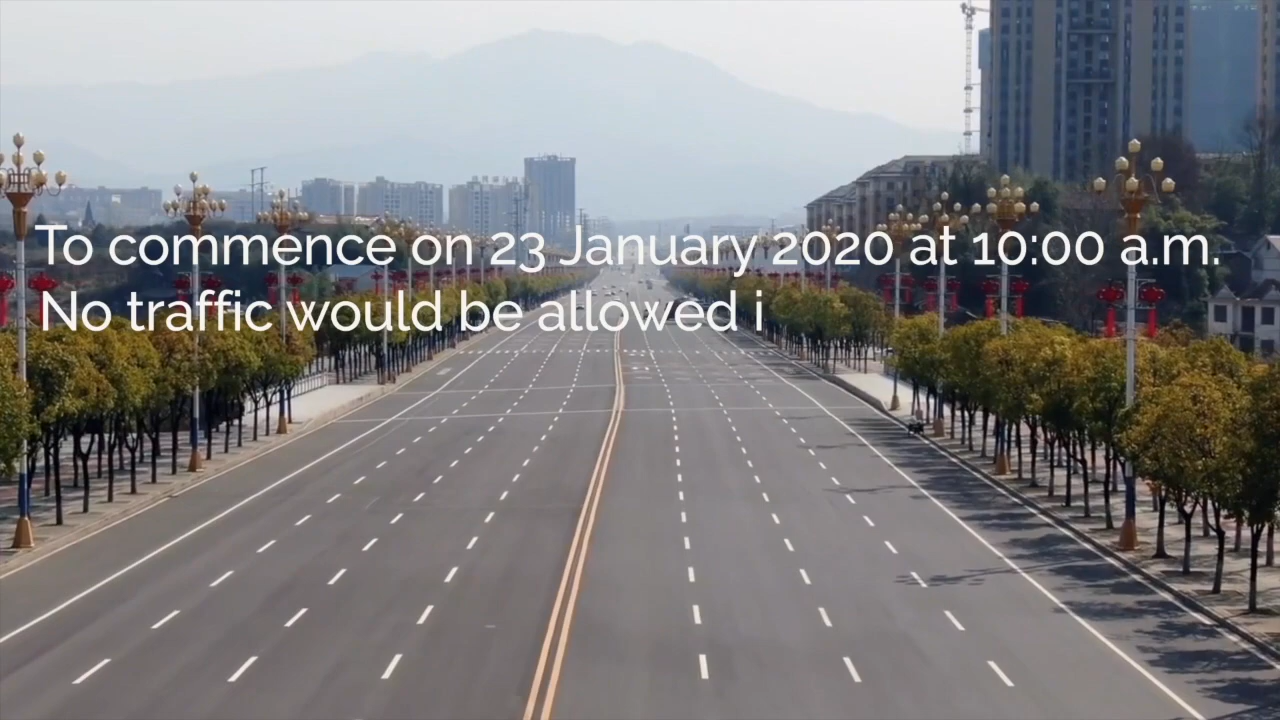 To commence on 23 January 2020 at 10:00 a.m.
No traffic would be allowed i